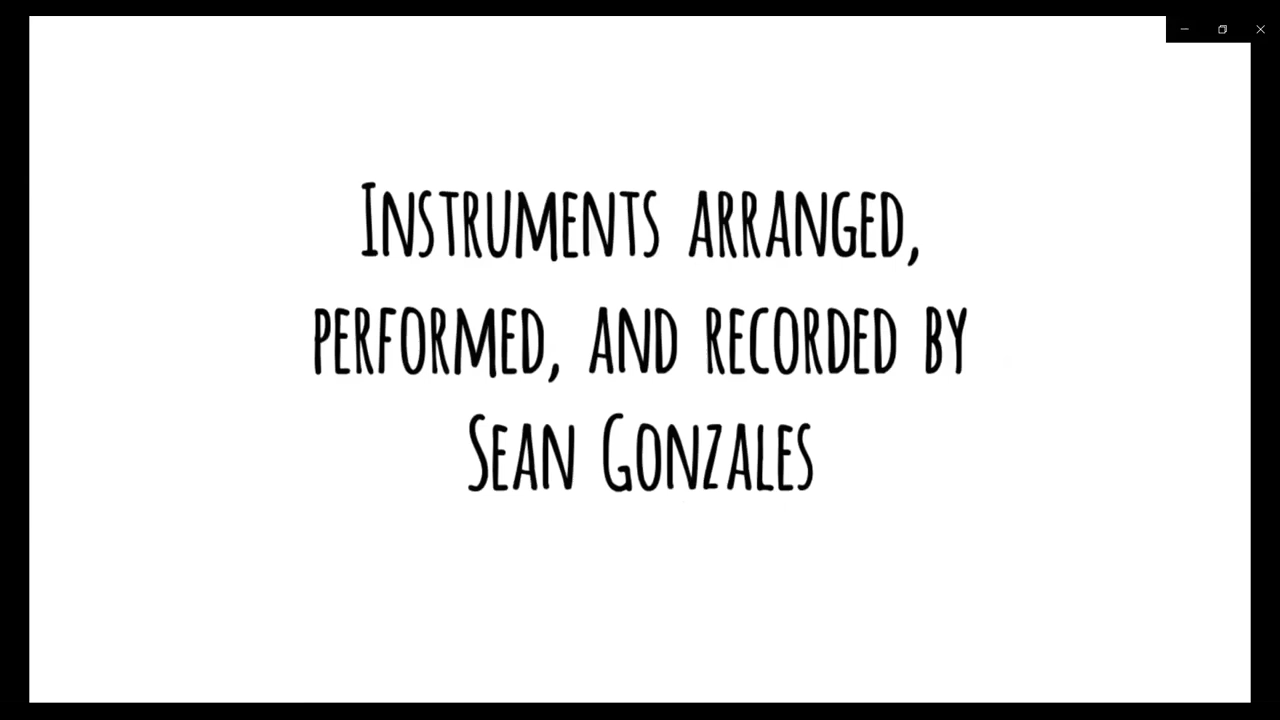 Instruments arranged,
performed, and recorded by
Sean Gonzales